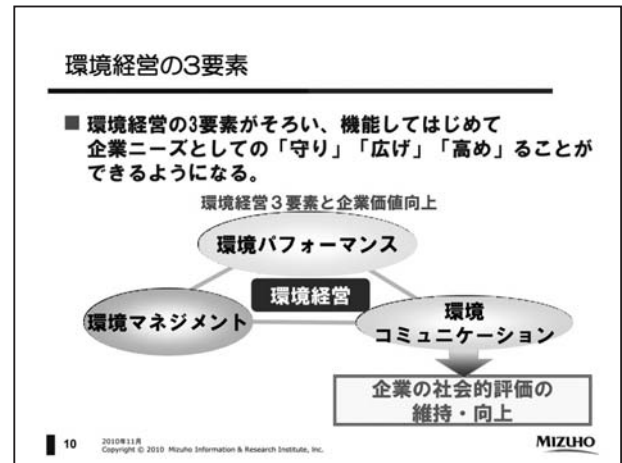 環境経営の3要素
■ 環境経営の3要素がそろい、機能してはじめて
企業ニーズとしての「守り」「広げ」「高め」ることが
できるようになる。
環境経営3要素と企業価値向上
環境パフォーマンス
環境経営
環境マネジメント
環境
コミュニケーション
企業の社会的評価の
維持・向上
10
2010年11月
Copyright © 2010 Mizuho Information & Research Institute, Inc.
MIZUHO